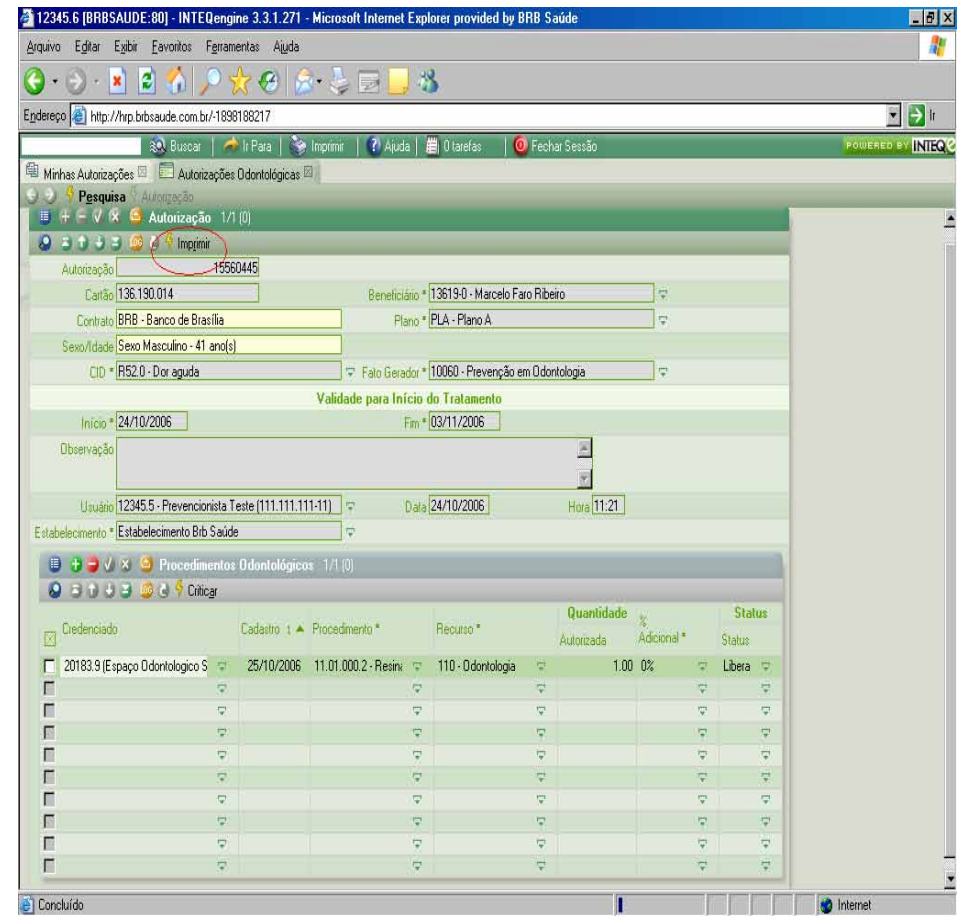 12345.6 [BRBSAUDE:80] - INTEQengine 3.3.1.271 - Microsoft Internet Explorer provided by BRB Saúde
Arquivo Editar Exibir Favoritos Ferramentas Ajuda
Endereço http://hrp.brbsaude.com.br/-1898188217 Ir
Buscar Ir Para Imprimir Ajuda 0 tarefas Fechar Sessão POWERED BY INTEQ
Minhas Autorizações Autorizações Odontológicas
Pesquisa Autorização
Autorização 1/1 (0)
Imprimir
Autorização 15560445
Cartão 136.190.014 Beneficiário * 13619-0 - Marcelo Faro Ribeiro
Contrato BRB - Banco de Brasília Plano * PLA - Plano A
Sexo/Idade Sexo Masculino - 41 ano(s)
CID * R52.0 - Dor aguda Fato Gerador * 10060 - Prevenção em Odontologia
Validade para Início do Tratamento
Início * 24/10/2006 Fim * 03/11/2006
Observação
Usuário 12345.5 - Prevencionista Teste (111.111.111-11) Data 24/10/2006 Hora 11:21
Estabelecimento * Estabelecimento Brb Saúde
Procedimentos Odontológicos 1/1 (0)
Criticar
Quantidade % Status
Credenciado Cadastro 1 Procedimento * Recurso * Autorizada Adicional * Status
20183.9 (Espaço Odontologico S 25/10/2006 11.01.000.2 - Resina 110 - Odontologia 1.00 0% Libera
Concluído Internet